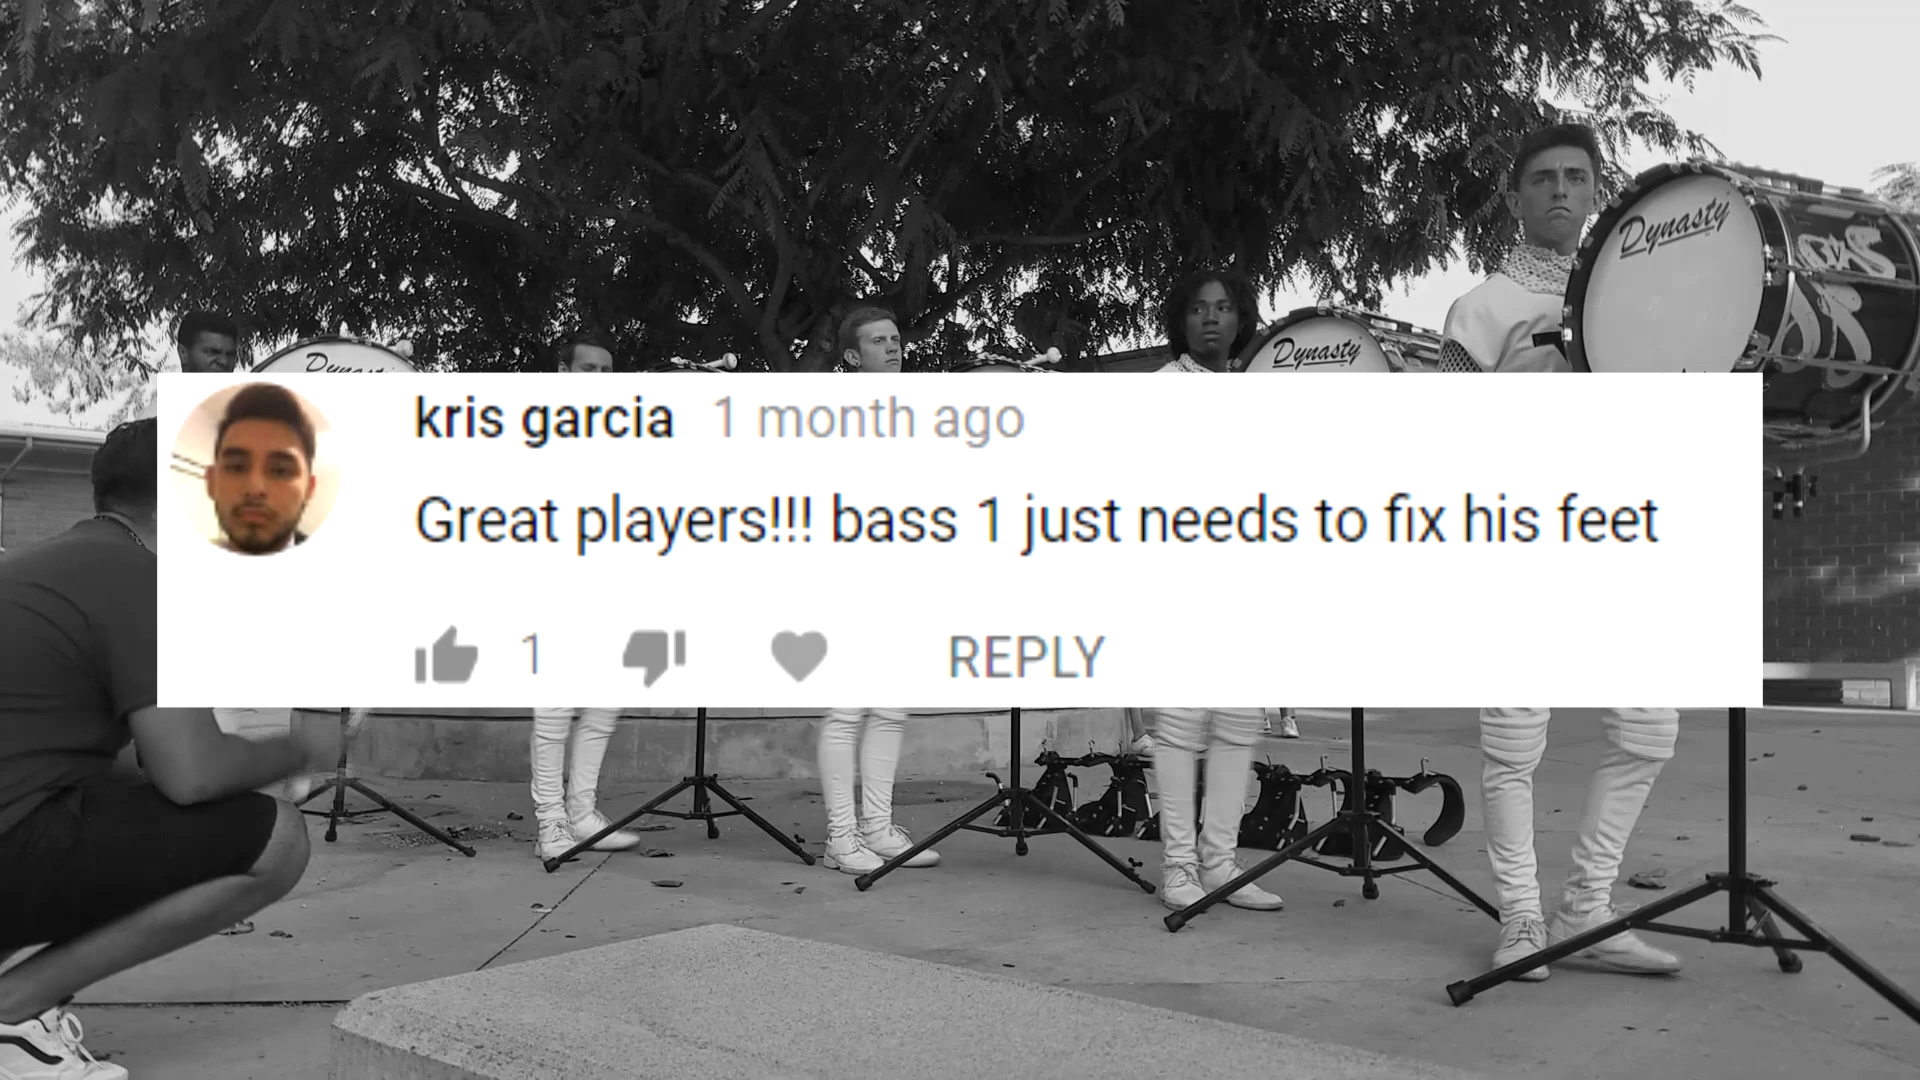 Dynasty
Dynasty
Dynasty
kris garcia 1 month ago
Great players!!! bass 1 just needs to fix his feet
1
REPLY